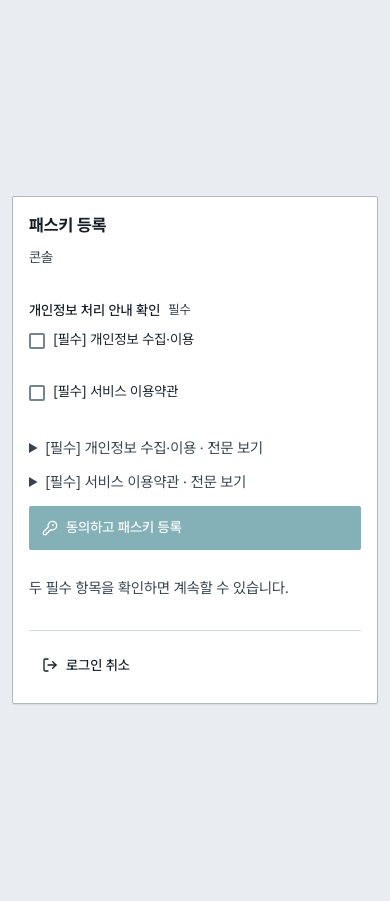 패스키 등록
콘솔
개인정보 처리 안내 확인 필수
[필수] 개인정보 수집·이용
[필수] 서비스 이용약관
[필수] 개인정보 수집·이용 · 전문 보기
[필수] 서비스 이용약관 · 전문 보기
동의하고 패스키 등록
두 필수 항목을 확인하면 계속할 수 있습니다.
로그인 취소